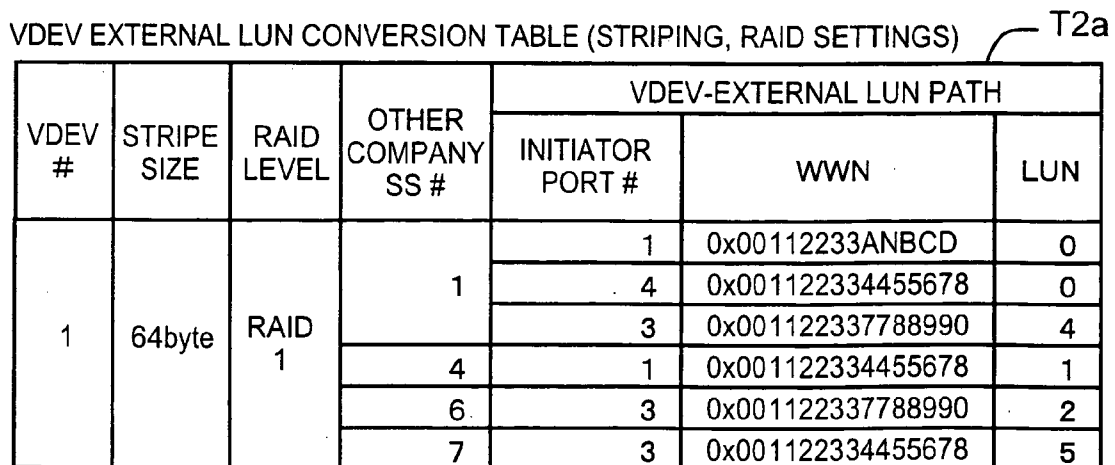 VDEV EXTERNAL LUN CONVERSION TABLE (STRIPING, RAID SETTINGS) T2a
VDEV # STRIPE SIZE RAID LEVEL OTHER COMPANY SS # VDEV-EXTERNAL LUN PATH
INITIATOR PORT # WWN LUN
1 64byte RAID 1 1 1 0x00112233ANBCD 0
4 0x001122334455678 0
3 0x001122337788990 4
4 1 0x001122334455678 1
6 3 0x001122337788990 2
7 3 0x001122334455678 5